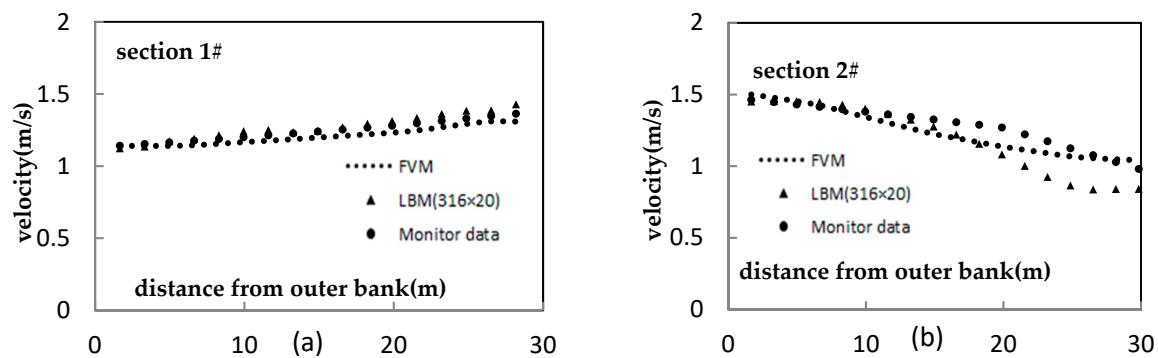 2
section 1#
1.5
1
velocity(m/s)
FVM
LBM(316×20)
0.5
Monitor data
distance from outer bank(m)
0
0 10 20 30
(a)
2
section 2#
1.5
1
velocity(m/s)
FVM
LBM(316×20)
0.5
Monitor data
distance from outer bank(m)
0
0 10 20 30
(b)